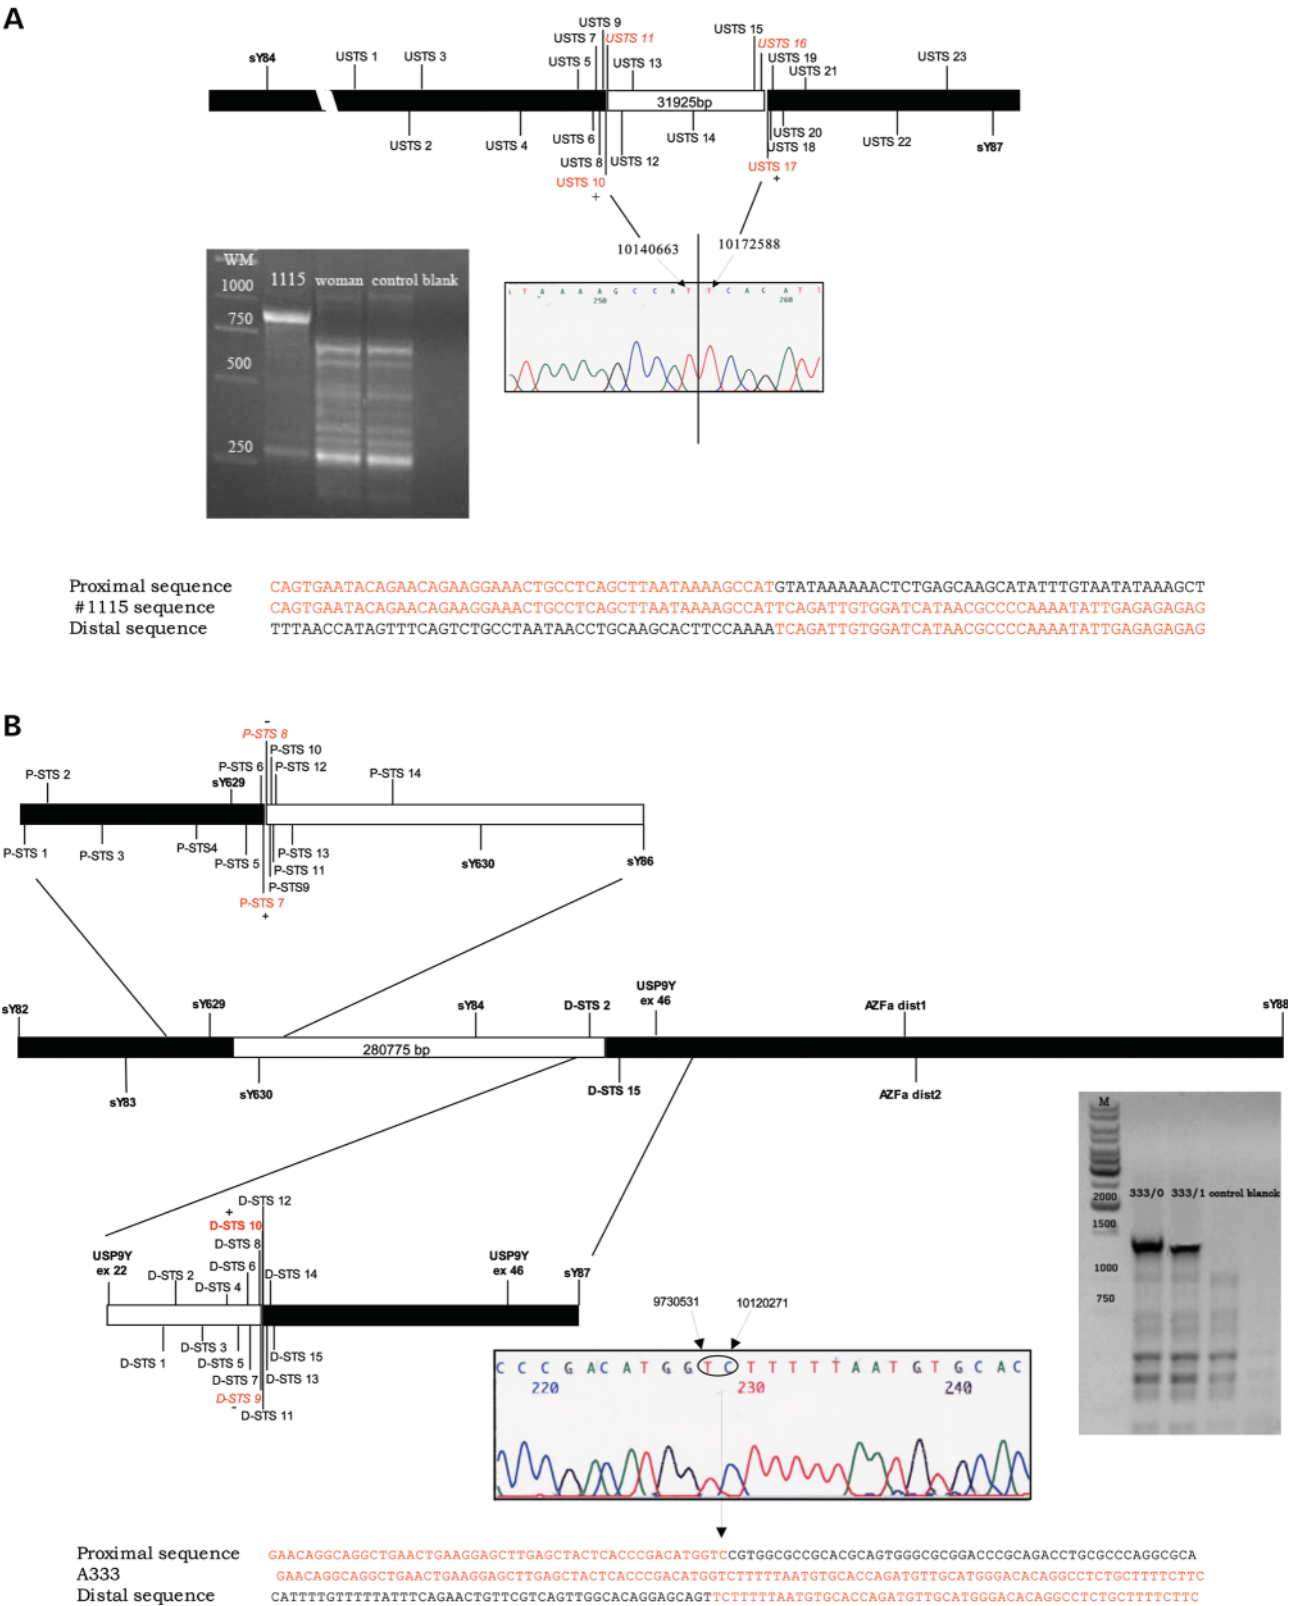 A
USTS 9
USTS 7
USTS 11
USTS 15
USTS 16
sY84
USTS 1
USTS 3
USTS 5
USTS 13
USTS 19
USTS 21
USTS 23
31925bp
USTS 2
USTS 4
USTS 6
USTS 14
USTS 20
USTS 18
USTS 22
sY87
USTS 8
USTS 12
USTS 10
+
USTS 17
+
10140663
10172588
WM
1000
750
500
250
1115
woman
control
blank
T A A A A G C C A T T C A G A T T
250
260
Proximal sequence CAGTGAATACAGAACAGAAGGAAACTGCCTCAGCTTAATAAAAGCCATGTATAAAAAACTCTGAGCAAGCATATTTGTAATATAAAGCT
#1115 sequence CAGTGAATACAGAACAGAAGGAAACTGCCTCAGCTTAATAAAAGCCATTCAGATTGTGGATCATAACGCCCCAAAATATTGAGAGAGAG
Distal sequence TTTAACCATAGTTTCAGTCTGCCTAATAACCTGCAAGCACTTCCAAAATCAGATTGTGGATCATAACGCCCCAAAATATTGAGAGAGAG
B
-
P-STS 8
P-STS 10
P-STS 6
P-STS 12
P-STS 2
sY629
P-STS 14
P-STS 1
P-STS 3
P-STS4
P-STS 5
P-STS 13
P-STS 11
P-STS9
P-STS 7
+
sY630
sY86
sY82
sY629
sY84
D-STS 2
USP9Y
ex 46
AZFa dist1
sY88
280775 bp
sY83
sY630
D-STS 15
AZFa dist2
D-STS 12
+
D-STS 10
D-STS 8
USP9Y
ex 22
D-STS 2
D-STS 6
D-STS 4
D-STS 14
USP9Y
ex 46
sY87
D-STS 1
D-STS 3
D-STS 5
D-STS 7
D-STS 9
-
D-STS 11
D-STS 15
D-STS 13
9730531
10120271
C C C G A C A T G G T C T T T T T A A T G T G C A C
220
230
240
M
2000
1500
1000
750
333/0
333/1
control
blanck
Proximal sequence GAACAGGCAGGCTGAACTGAAGGAGCTTGAGCTACTCACCCGACATGGTCCGTGGCGCCGCACGCAGTGGGCGCGGACCCGCAGACCTGCGCCCAGGCGCA
A333 GAACAGGCAGGCTGAACTGAAGGAGCTTGAGCTACTCACCCGACATGGTCTTTTTAATGTGCACCAGATGTTGCATGGGACACAGGCCTCTGCTTTTCTTC
Distal sequence CATTTTGTTTTTATTTCAGAACTGTTCGTCAGTTGGCACAGGAGCAGTTCTTTTTAATGTGCACCAGATGTTGCATGGGACACAGGCCTCTGCTTTTCTTC